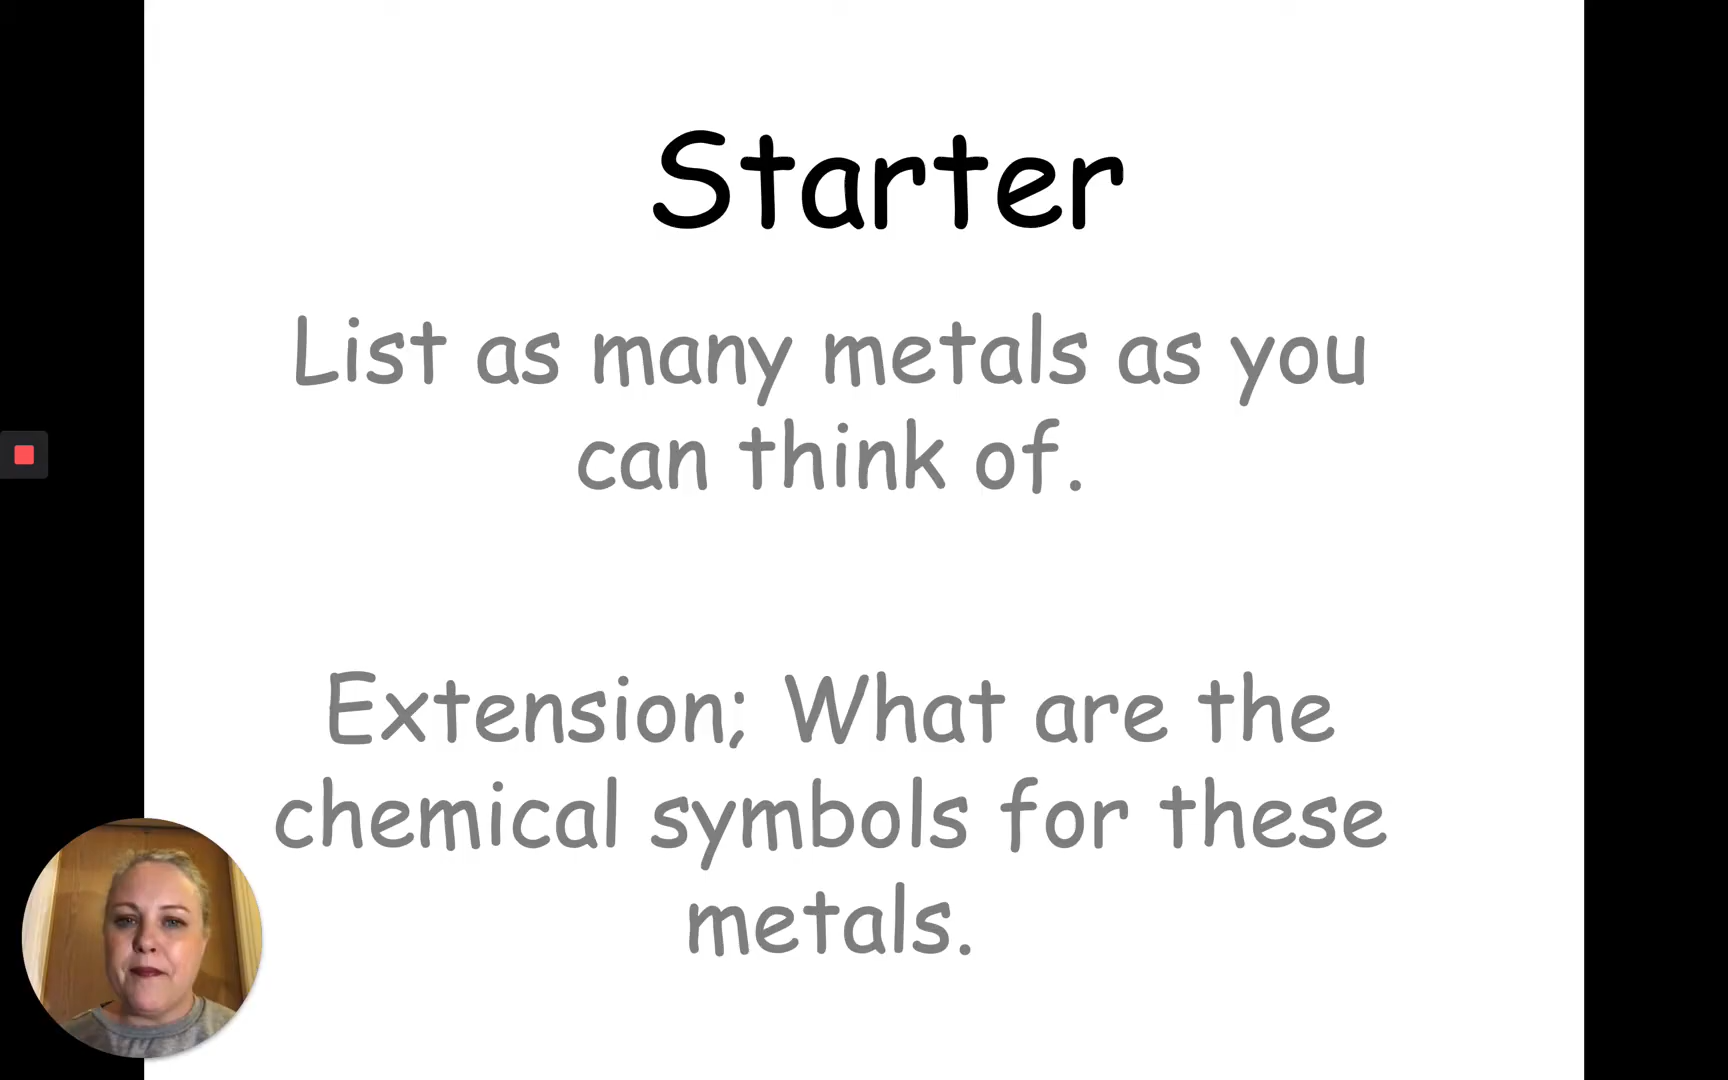 Starter
List as many metals as you
can think of.
Extension; What are the
chemical symbols for these
metals.